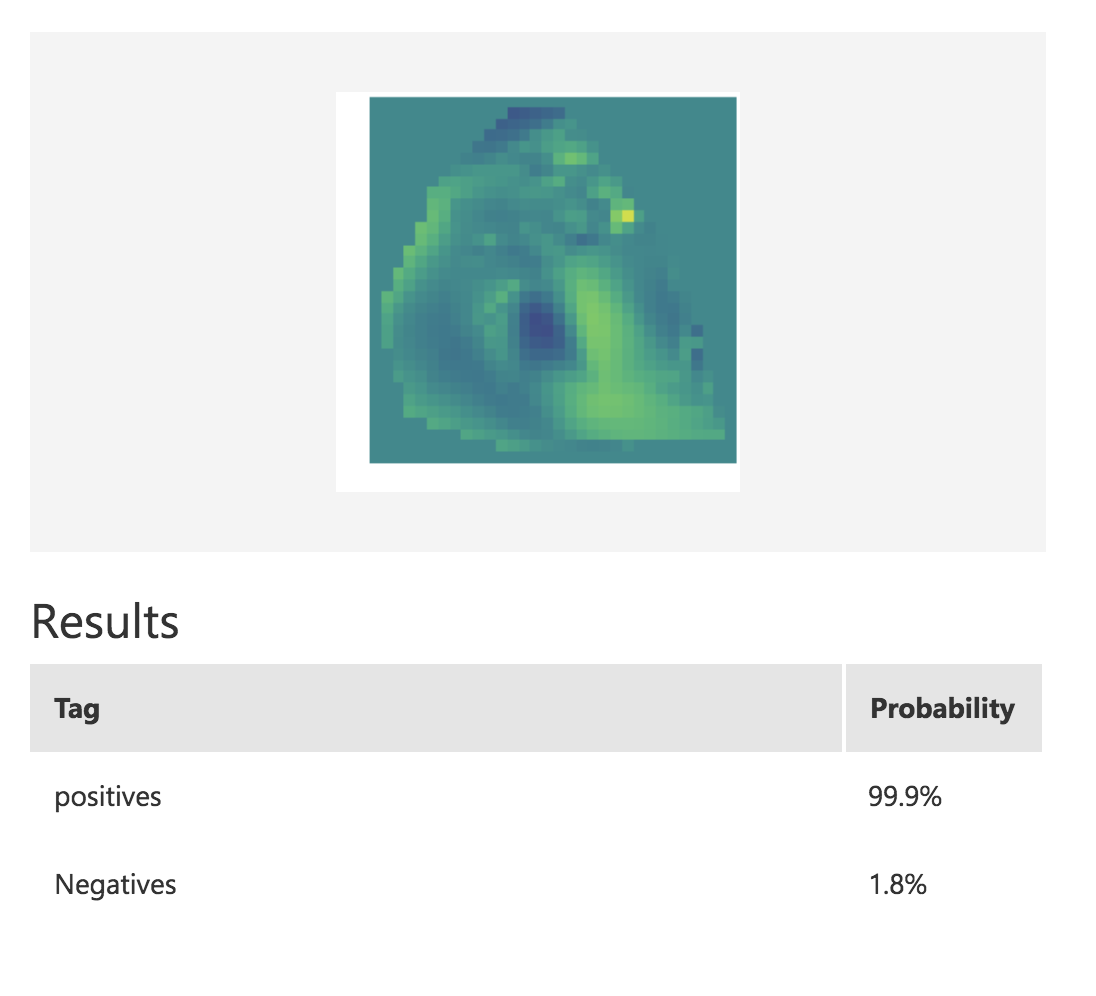 Results
Tag Probability
positives 99.9%
Negatives 1.8%